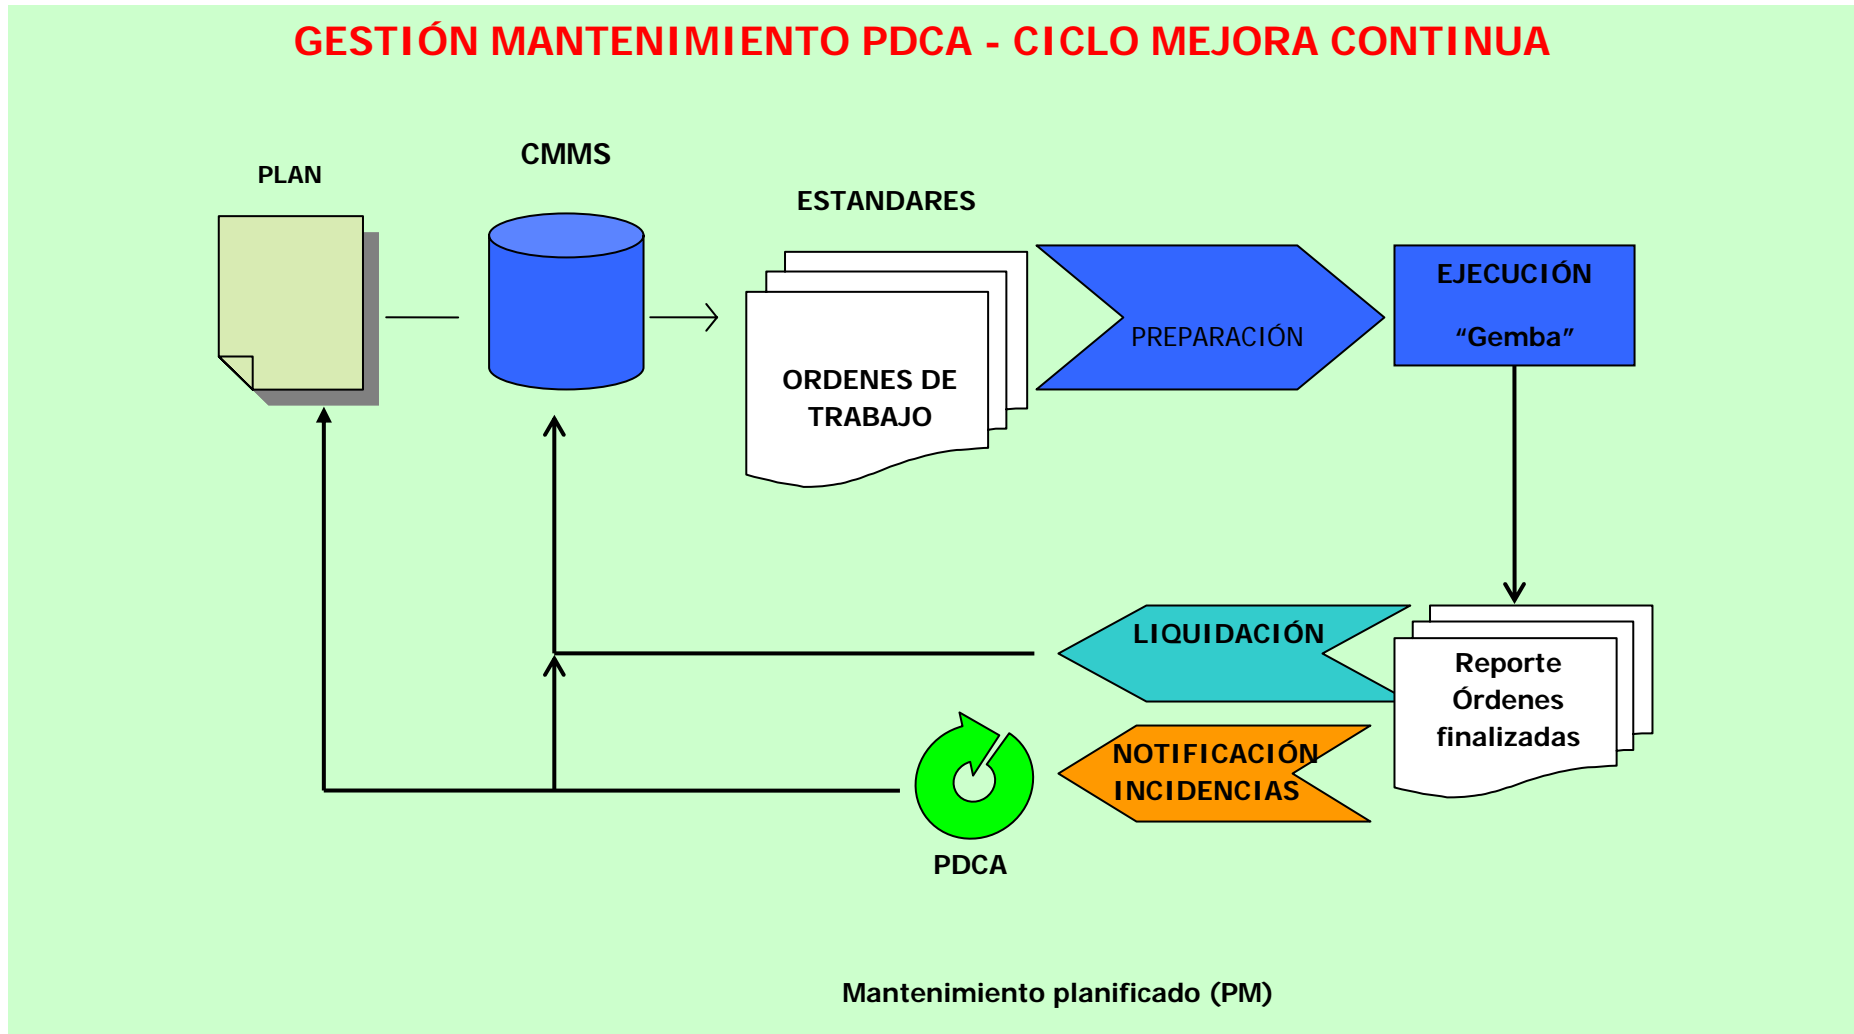 GESTIÓN MANTENIMIENTO PDCA - CICLO MEJORA CONTINUA
PLAN
CMMS
ESTANDARES
ORDENES DE
TRABAJO
PREPARACIÓN
EJECUCIÓN
“Gemba”
LIQUIDACIÓN
Reporte
Órdenes
finalizadas
NOTIFICACIÓN
INCIDENCIAS
PDCA
Mantenimiento planificado (PM)